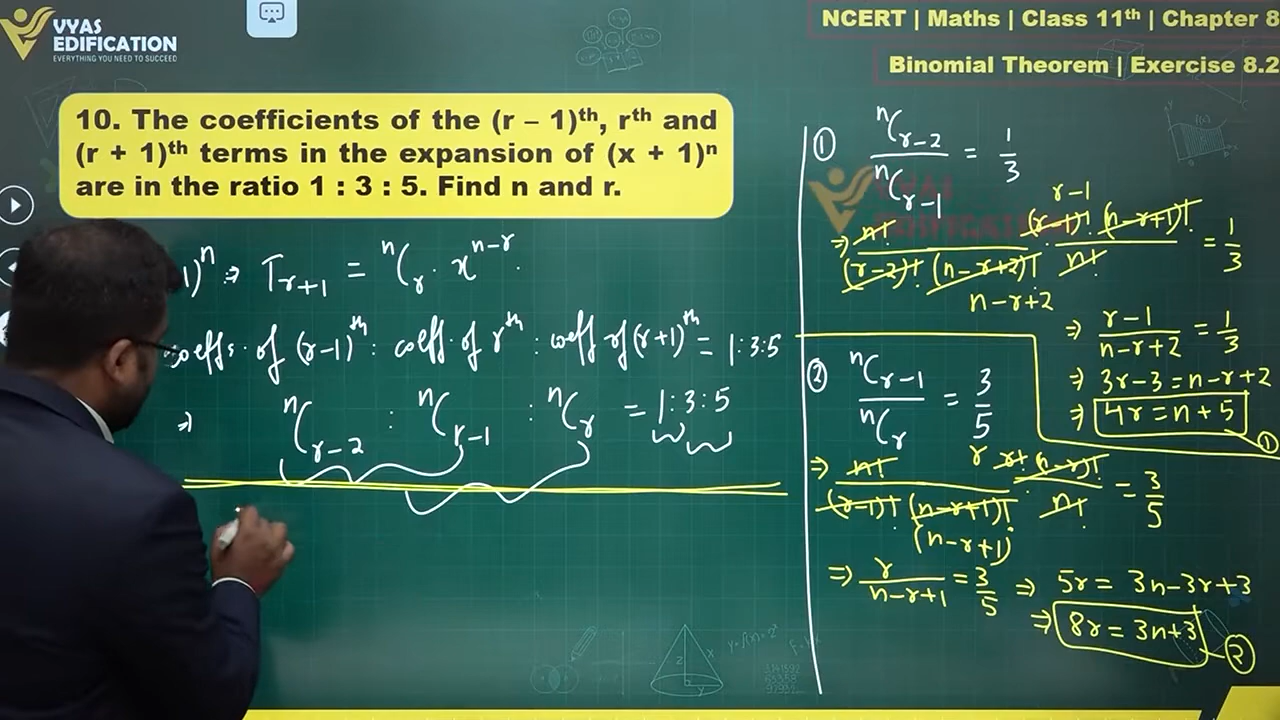 VYAS
EDIFICATION
EVERYTHING YOU NEED TO SUCCEED
NCERT | Maths | Class 11th | Chapter 8
Binomial Theorem | Exercise 8.2
10. The coefficients of the (r – 1)th, rth and
(r + 1)th terms in the expansion of (x + 1)ⁿ
are in the ratio 1 : 3 : 5. Find n and r.
1)ⁿ ⇒ Tr+1 = ⁿCr · x^(n-r) ·
coeffs. of (r-1)th : coeff. of rth : coeff of (r+1)th = 1:3:5
⇒ ⁿCr-2 : ⁿCr-1 : ⁿCr = 1:3:5
① ⁿCr-2 / ⁿCr-1 = 1/3
r-1
⇒ n! / (r-2)! (n-r+2)! · (r-1)! (n-r+1)! / n! = 1/3
n-r+2
⇒ r-1 / n-r+2 = 1/3
⇒ 3r-3 = n-r+2
⇒ 4r = n+5 ①
② ⁿCr-1 / ⁿCr = 3/5
⇒ n! / (r-1)! (n-r+1)! · r r! (n-r)! / n! = 3/5
(n-r+1)
⇒ r / n-r+1 = 3/5 ⇒ 5r = 3n-3r+3
⇒ 8r = 3n+3 ②